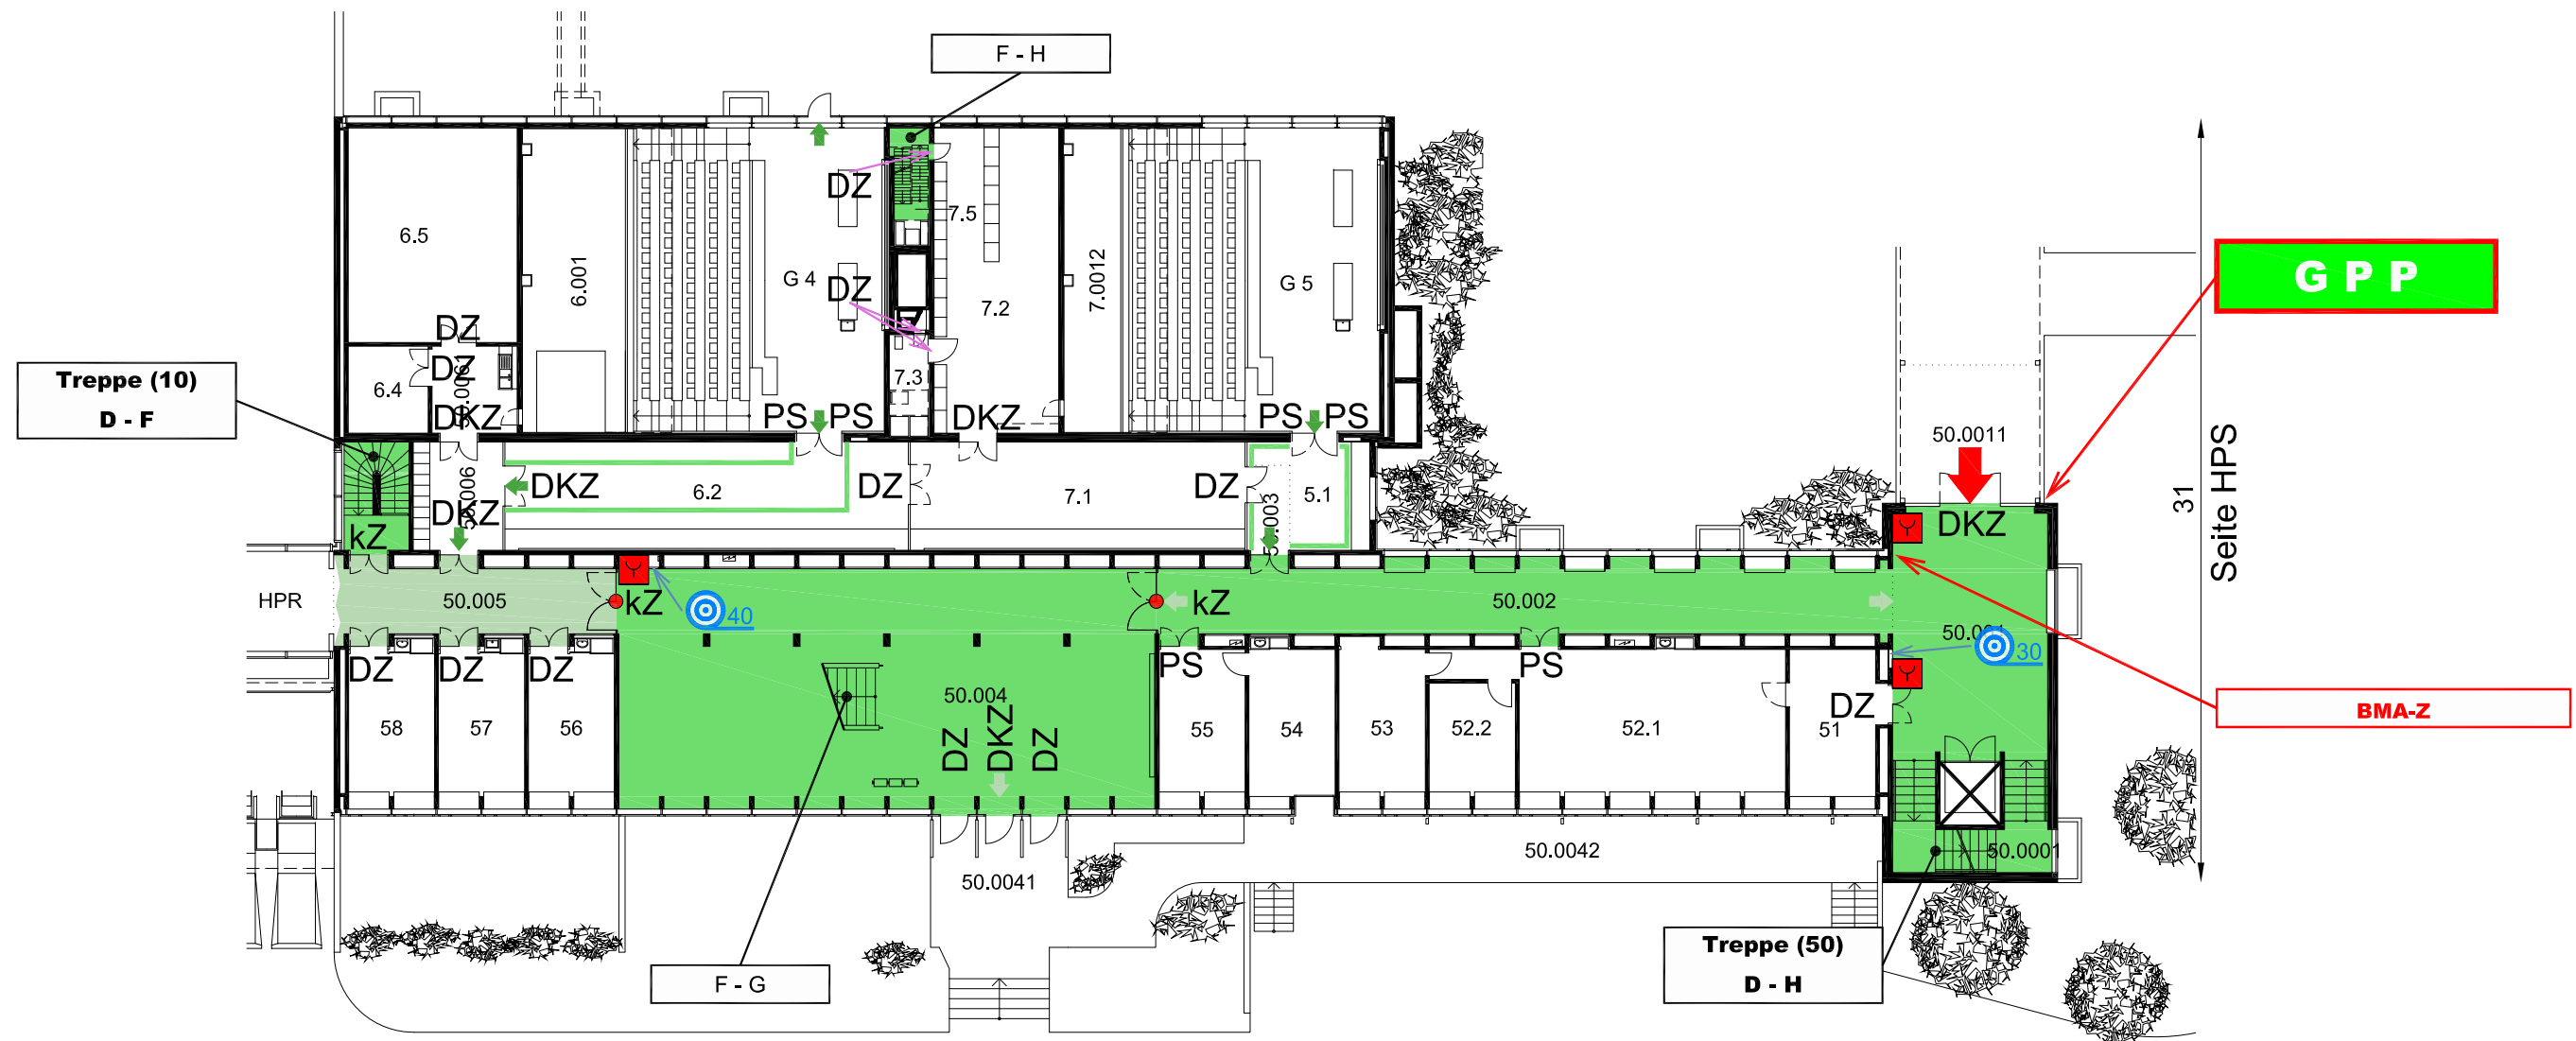 F - H
6.5
6.001
G 4
DZ
DZ
7.5
7.2
7.0012
G 5
G P P
Treppe (10)
D - F
DZ
DZ
6.4
DKZ
7.3
PS PS
DKZ
PS PS
50.0011
31
Seite HPS
DKZ
DKZ
6.2
DZ
7.1
DZ
5.1
DKZ
kZ
HPR
50.005
kZ
40
kZ
50.002
30
DZ
DZ
DZ
PS
PS
58
57
56
50.004
DZ
DKZ
DZ
55
54
53
52.2
52.1
51
DZ
BMA-Z
50.0041
50.0042
50.0001
F - G
Treppe (50)
D - H